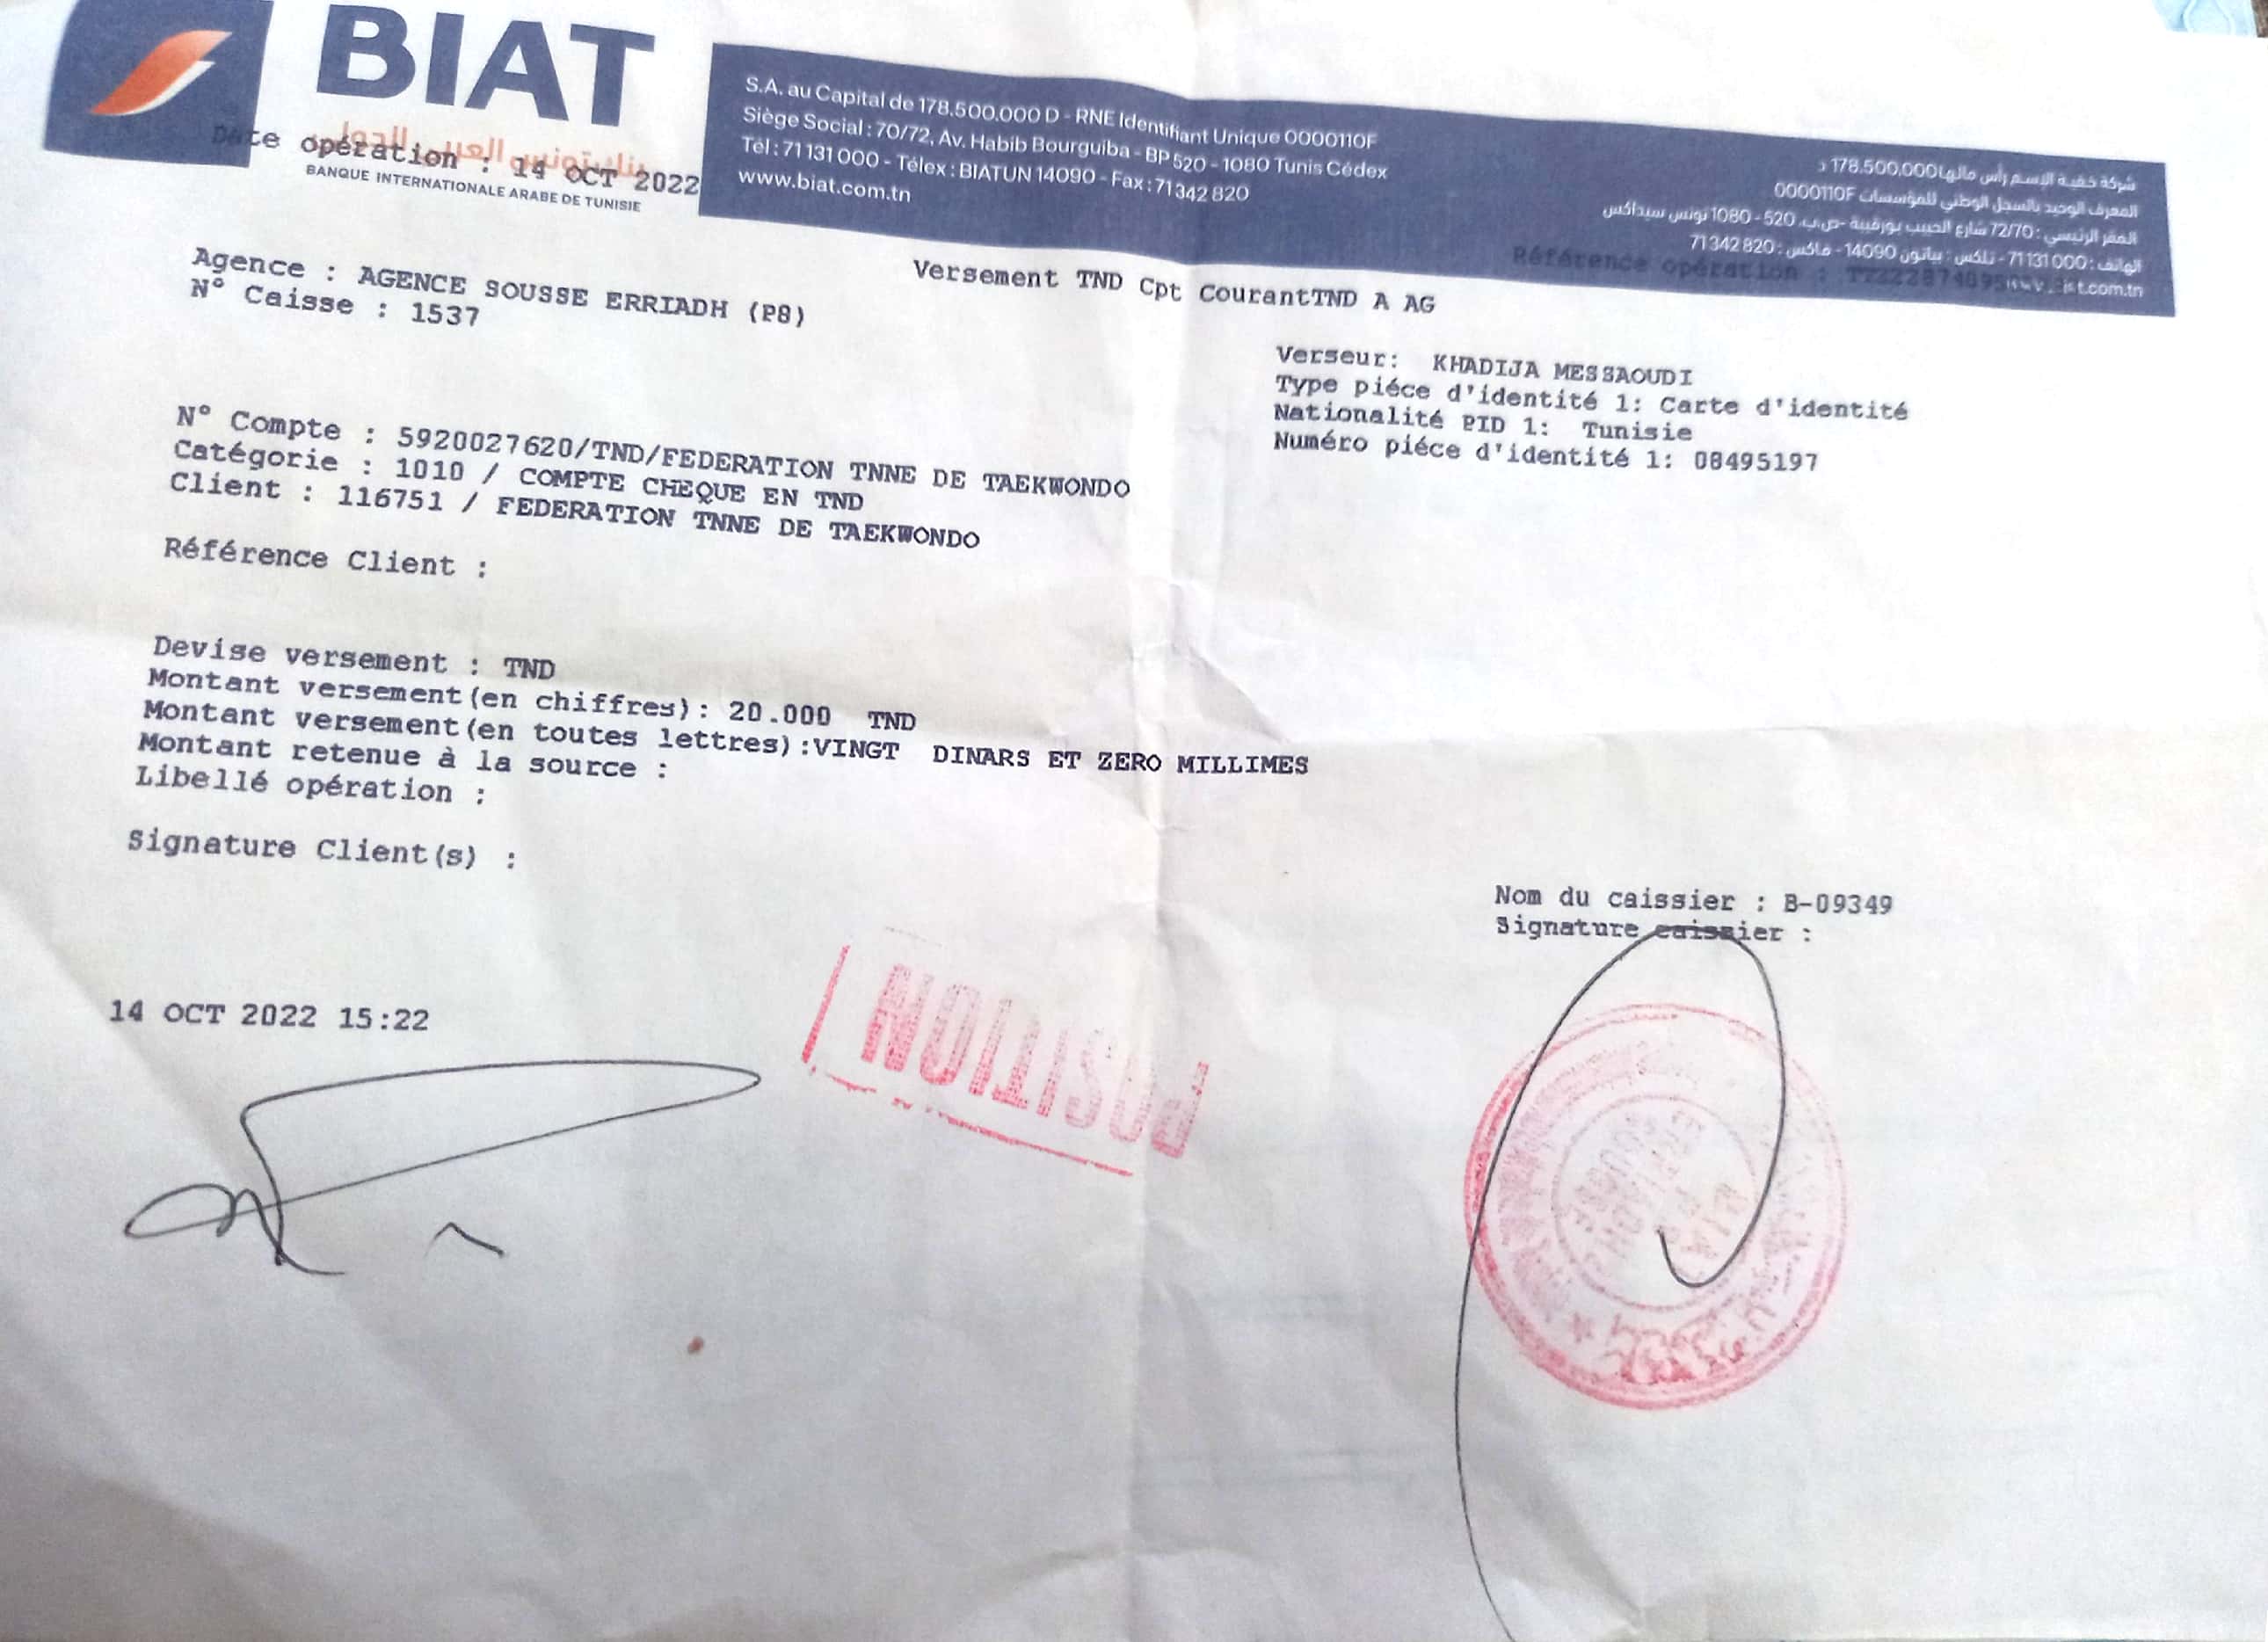 BIAT
بنك تونس العربي الدولي
BANQUE INTERNATIONALE ARABE DE TUNISIE
Date opération : 14 OCT 2022
S.A. au Capital de 178.500.000 D - RNE Identifiant Unique 0000110F
Siège Social : 70/72, Av. Habib Bourguiba - BP 520 - 1080 Tunis Cédex
Tél : 71 131 000 - Télex : BIATUN 14090 - Fax : 71 342 820
www.biat.com.tn
شركة خفية الإسم رأس مالها 178.500.000 د
المعرف الوحيد بالسجل الوطني للمؤسسات 0000110F
المقر الرئيسي : 72/70 شارع الحبيب بورقيبة -ص.ب. 520 - 1080 تونس سيداكس
الهاتف : 71131000 - تلكس : بياتون 14090 - فاكس : 71342820
Référence opération :
Agence : AGENCE SOUSSE ERRIADH (P8)
N° Caisse : 1537
Versement TND Cpt CourantTND A AG
Verseur: KHADIJA MESSAOUDI
Type piéce d'identité 1: Carte d'identité
Nationalité PID 1: Tunisie
Numéro piéce d'identité 1: 08495197
N° Compte : 5920027620/TND/FEDERATION TNNE DE TAEKWONDO
Catégorie : 1010 / COMPTE CHEQUE EN TND
Client : 116751 / FEDERATION TNNE DE TAEKWONDO
Référence Client :
Devise versement : TND
Montant versement(en chiffres): 20.000 TND
Montant versement(en toutes lettres):VINGT DINARS ET ZERO MILLIMES
Montant retenue à la source :
Libellé opération :
Signature Client(s) :
Nom du caissier : B-09349
Signature caissier :
14 OCT 2022 15:22
POSITION